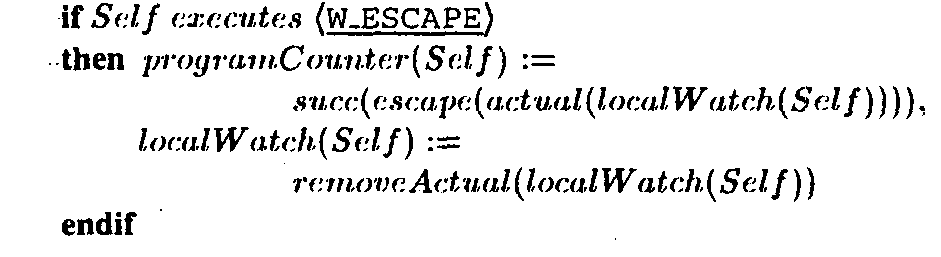 if Self executes ⟨W_ESCAPE⟩
then programCounter(Self) :=
succ(escape(actual(localWatch(Self)))),
localWatch(Self) :=
removeActual(localWatch(Self))
endif